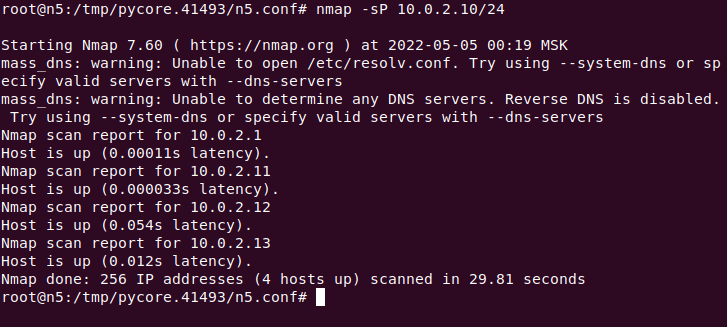 root@n5:/tmp/pycore.41493/n5.conf# nmap -sP 10.0.2.10/24
Starting Nmap 7.60 ( https://nmap.org ) at 2022-05-05 00:19 MSK
mass_dns: warning: Unable to open /etc/resolv.conf. Try using --system-dns or sp
ecify valid servers with --dns-servers
mass_dns: warning: Unable to determine any DNS servers. Reverse DNS is disabled.
 Try using --system-dns or specify valid servers with --dns-servers
Nmap scan report for 10.0.2.1
Host is up (0.00011s latency).
Nmap scan report for 10.0.2.11
Host is up (0.000033s latency).
Nmap scan report for 10.0.2.12
Host is up (0.054s latency).
Nmap scan report for 10.0.2.13
Host is up (0.012s latency).
Nmap done: 256 IP addresses (4 hosts up) scanned in 29.81 seconds
root@n5:/tmp/pycore.41493/n5.conf#